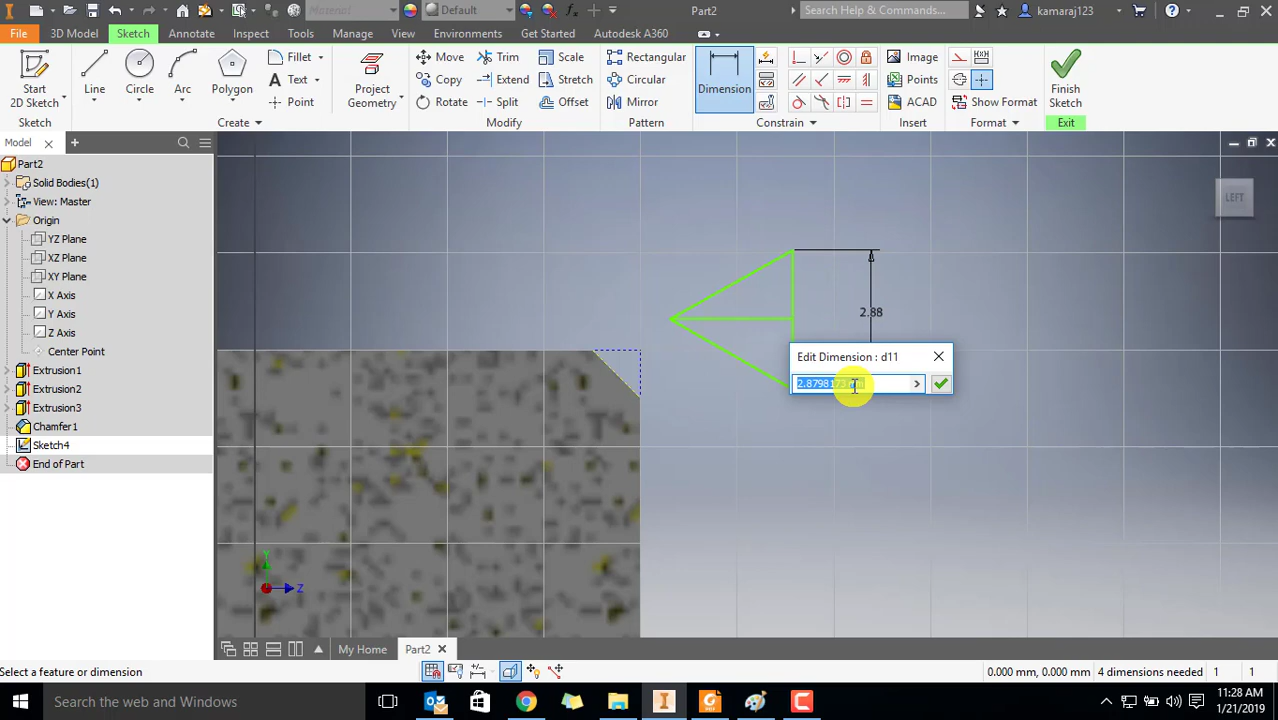 Material
Default
Part2
Search Help & Commands...
kamaraj123
File
3D Model
Sketch
Annotate
Inspect
Tools
Manage
View
Environments
Get Started
Autodesk A360
Start
2D Sketch
Line
Circle
Arc
Polygon
Fillet
Text
Point
Project
Geometry
Move
Copy
Rotate
Trim
Extend
Split
Scale
Stretch
Offset
Rectangular
Circular
Mirror
Dimension
Image
Points
ACAD
Show Format
Finish
Sketch
Sketch
Create
Modify
Pattern
Constrain
Insert
Format
Exit
Model
Part2
Solid Bodies(1)
View: Master
Origin
YZ Plane
XZ Plane
XY Plane
X Axis
Y Axis
Z Axis
Center Point
Extrusion1
Extrusion2
Extrusion3
Chamfer1
Sketch4
End of Part
LEFT
2.88
Edit Dimension : d11
Y
Z
My Home
Part2
Select a feature or dimension
0.000 mm, 0.000 mm
4 dimensions needed
1
1
Search the web and Windows
11:28 AM
1/21/2019